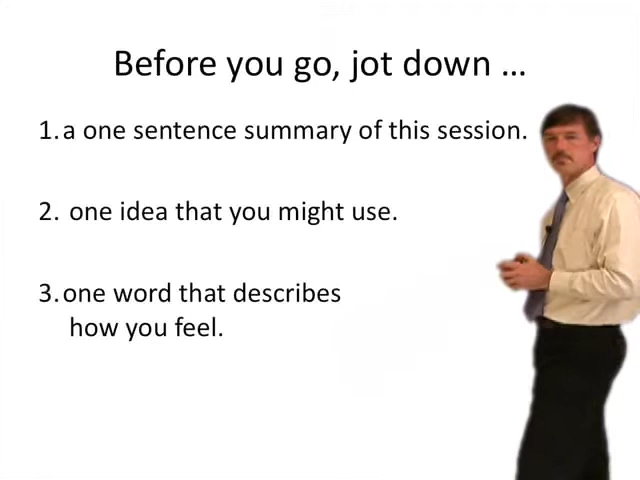 Before you go, jot down ...
1. a one sentence summary of this session.
2. one idea that you might use.
3. one word that describes
how you feel.